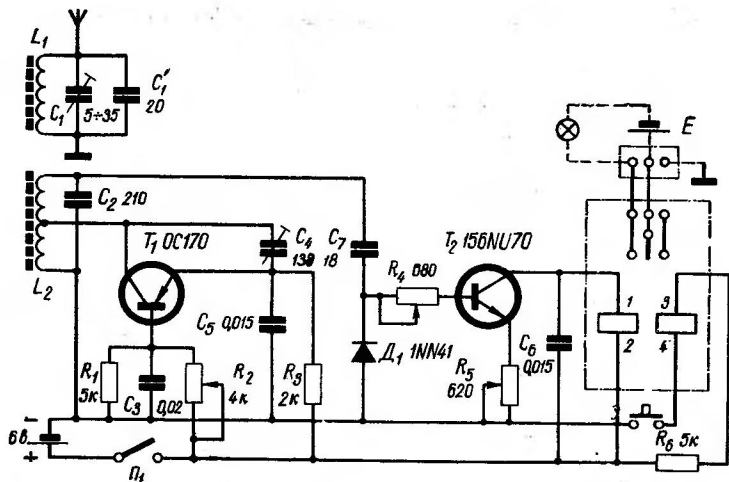 L₁
C₁
5÷35
C₁″
20
C₂ 210
L₂
T₁ OC170
C₄
130
C₇
18
C₅ 0,015
R₄ 680
T₂ 156NU70
Д₁ 1NN41
R₅
620
C₆
0,015
E
1
2
3
4
R₁
5к
C₃
0,02
R₂
4к
R₃
2к
R₆ 5к
−
6в
+
П₁